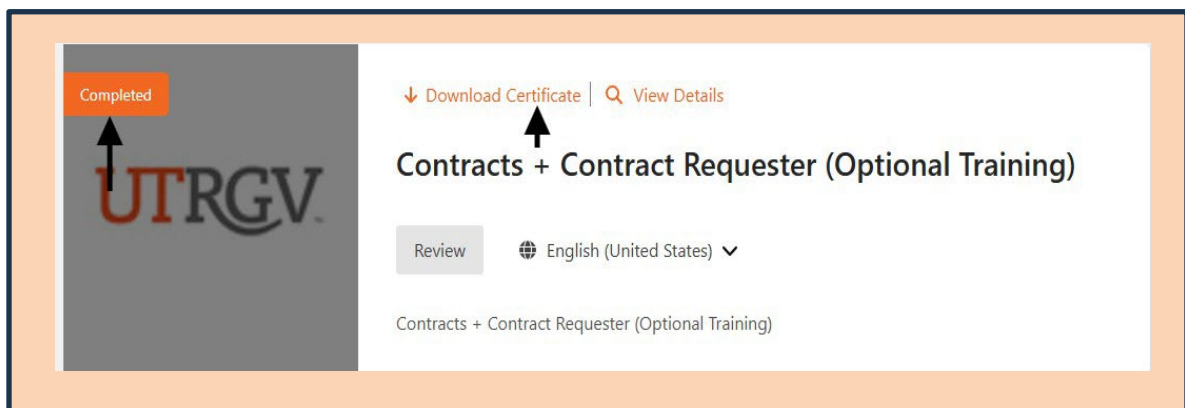 Completed
UTRGV.
Download Certificate | View Details
Contracts + Contract Requester (Optional Training)
Review
English (United States)
Contracts + Contract Requester (Optional Training)